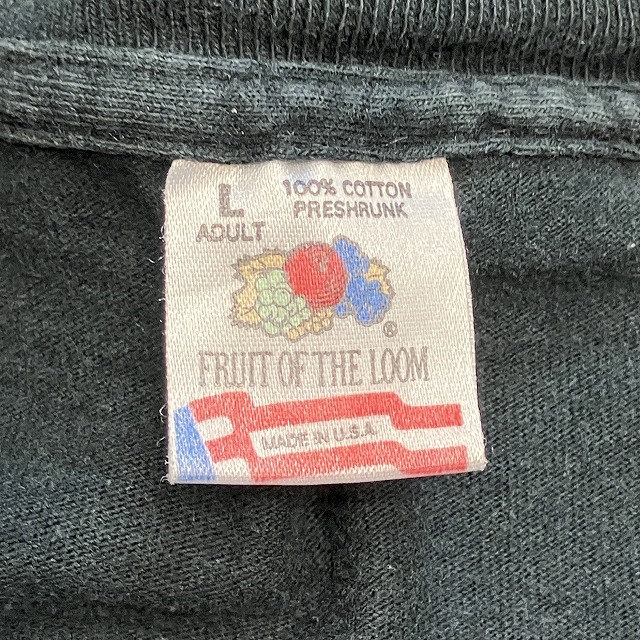 L
100% COTTON
PRESHRUNK
ADULT
®
FRUIT OF THE LOOM
MADE IN U.S.A.